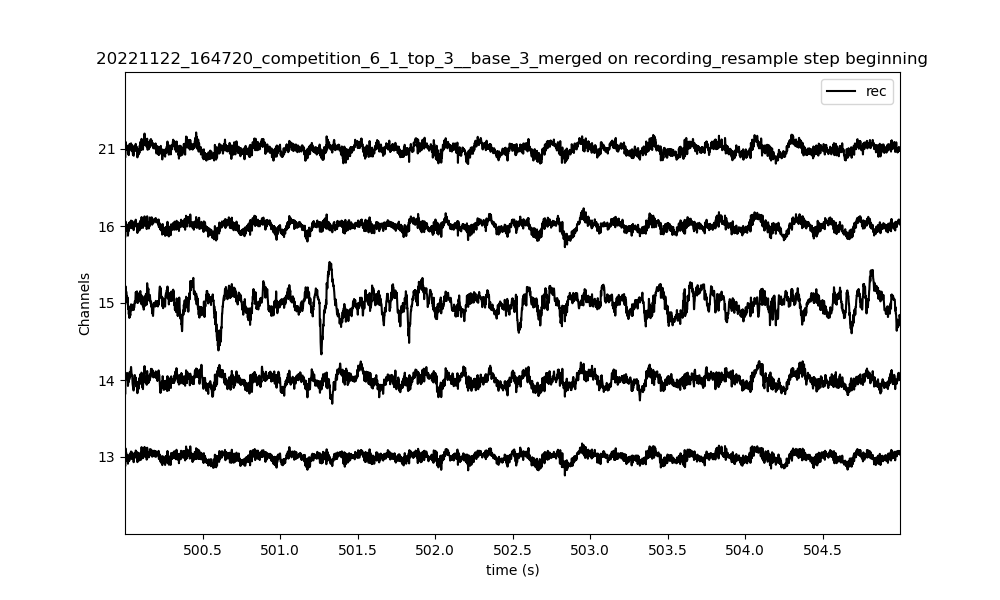 20221122_164720_competition_6_1_top_3__base_3_merged on recording_resample step beginning
rec
21
16
15
14
13
Channels
500.5 501.0 501.5 502.0 502.5 503.0 503.5 504.0 504.5
time (s)